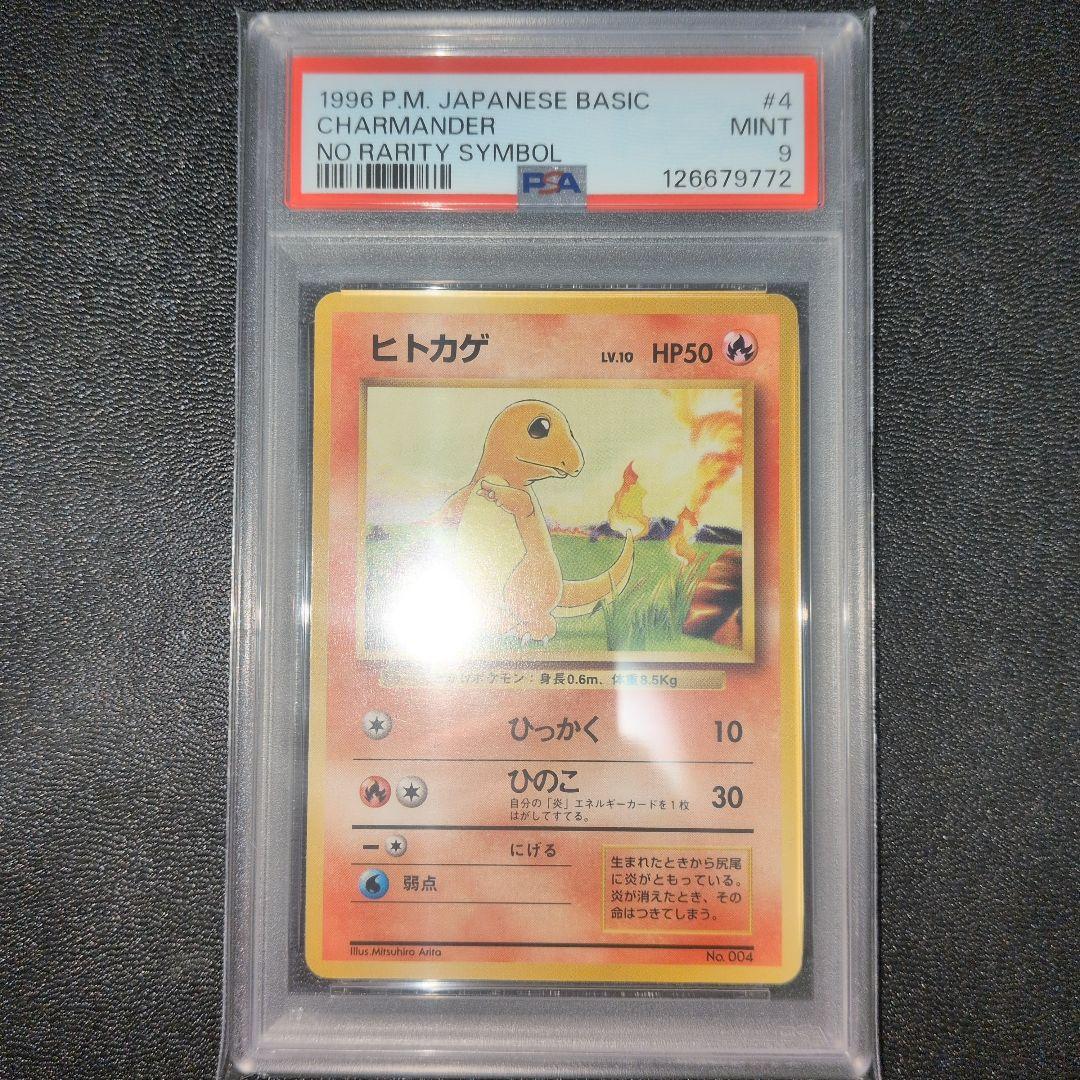 1996 P.M. JAPANESE BASIC #4
CHARMANDER MINT
NO RARITY SYMBOL 9
PSA 126679772
ヒトカゲ LV.10 HP50
ポケモン：身長0.6m、体重8.5Kg
ひっかく 10
ひのこ 30
自分の「炎」エネルギーカードを1枚
はがしてすてる。
にげる
弱点
生まれたときから尻尾
に炎がともっている。
炎が消えたとき、その
命はつきてしまう。
Illus.Mitsuhiro Arita No. 004